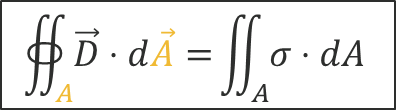 ∯_A D⃗ · dA⃗ = ∬_A σ · dA